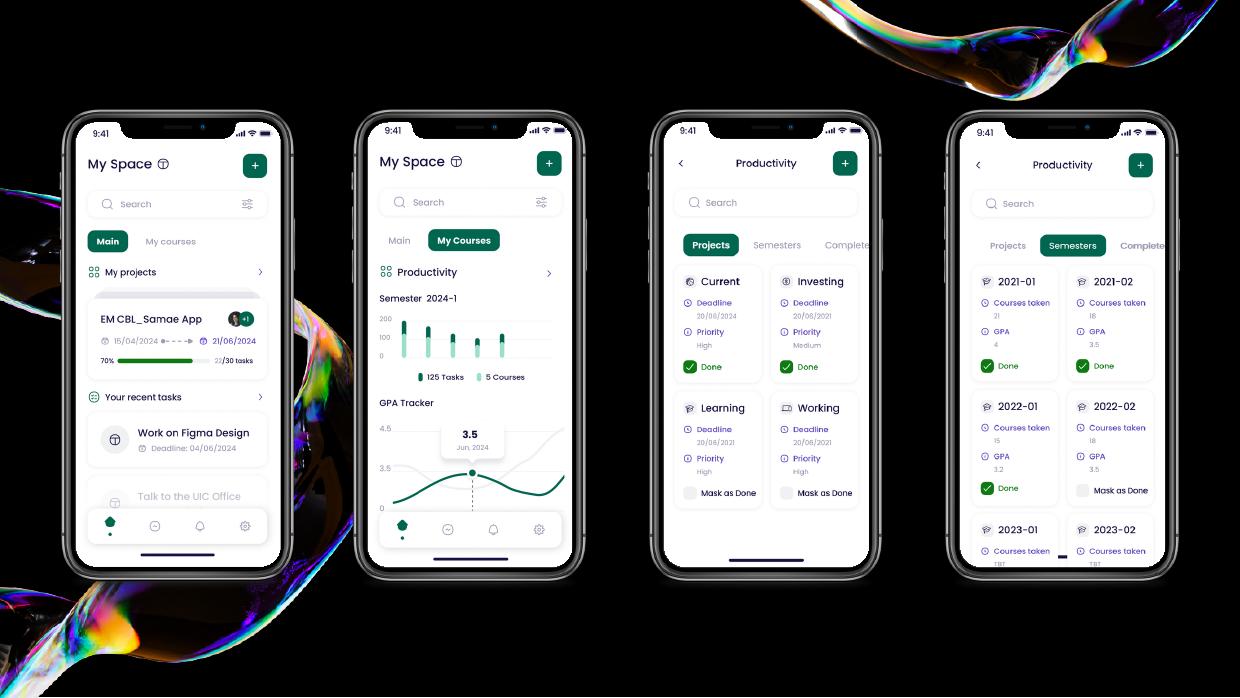 9:41
My Space
+
Search
Main My courses
My projects
EM CBL_Samae App
+1
15/04/2024 21/06/2024
70% 22/30 tasks
Your recent tasks
Work on Figma Design
Deadline: 04/06/2024
Talk to the UIC Office
9:41
My Space
+
Search
Main My Courses
Productivity
Semester 2024-1
200
100
0
125 Tasks 5 Courses
GPA Tracker
4.5
3.5
Jun, 2024
3.5
0
9:41
Productivity
+
Search
Projects Semesters Complete
Current Investing
Deadline Deadline
20/00/2024 20/06/2021
Priority Priority
High Medium
Done Done
Learning Working
Deadline Deadline
20/06/2021 20/06/2021
Priority Priority
High High
Mask as Done Mask as Done
9:41
Productivity
+
Search
Projects Semesters Complete
2021-01 2021-02
Courses taken Courses taken
21 18
GPA GPA
4 3.5
Done Done
2022-01 2022-02
Courses taken Courses taken
15 18
GPA GPA
3.2 3.5
Done Mask as Done
2023-01 2023-02
Courses taken Courses taken
TBT TBT